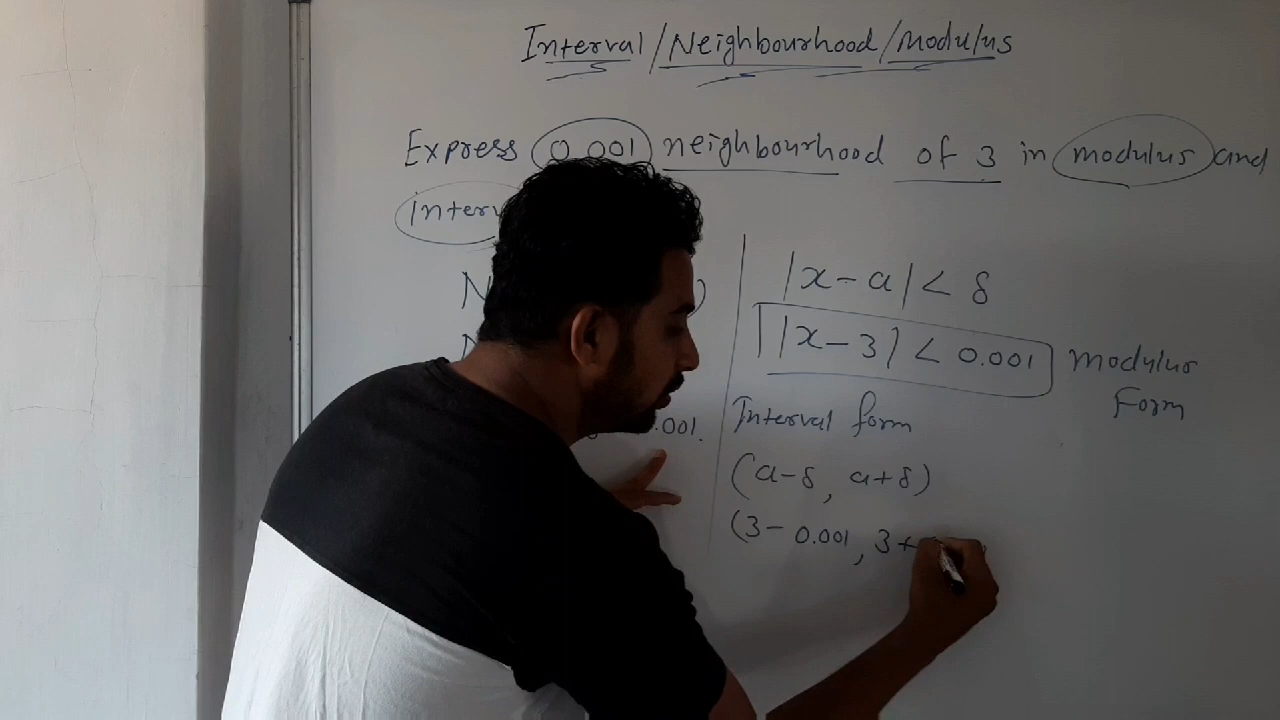 Interval/Neighbourhood/Modulus
Express 0.001 neighbourhood of 3 in modulus and
N
.001.
|x-a| < δ
|x-3| < 0.001 Modulus
Form
Interval form
(a-δ, a+δ)
(3-0.001, 3+